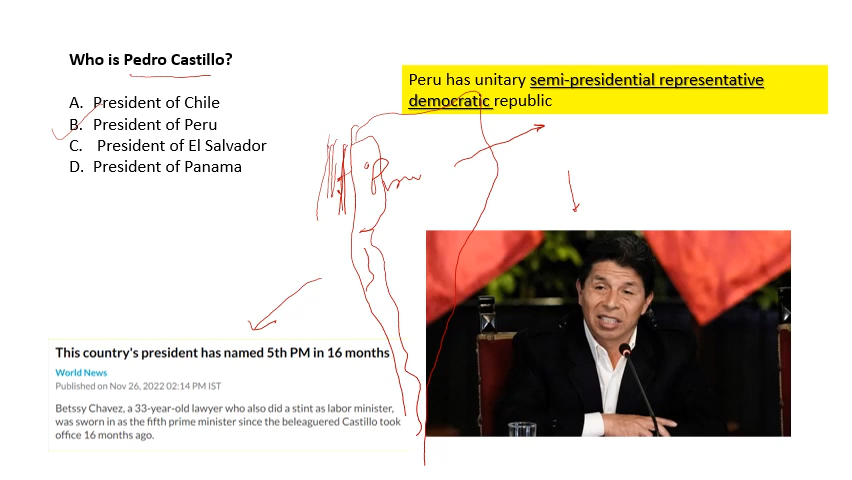 Who is Pedro Castillo?
A. President of Chile
B. President of Peru
C. President of El Salvador
D. President of Panama
Peru has unitary semi-presidential representative
democratic republic
Peru
This country's president has named 5th PM in 16 months
World News
Published on Nov 26, 2022 02:14 PM IST
Betssy Chavez, a 33-year-old lawyer who also did a stint as labor minister,
was sworn in as the fifth prime minister since the beleaguered Castillo took
office 16 months ago.